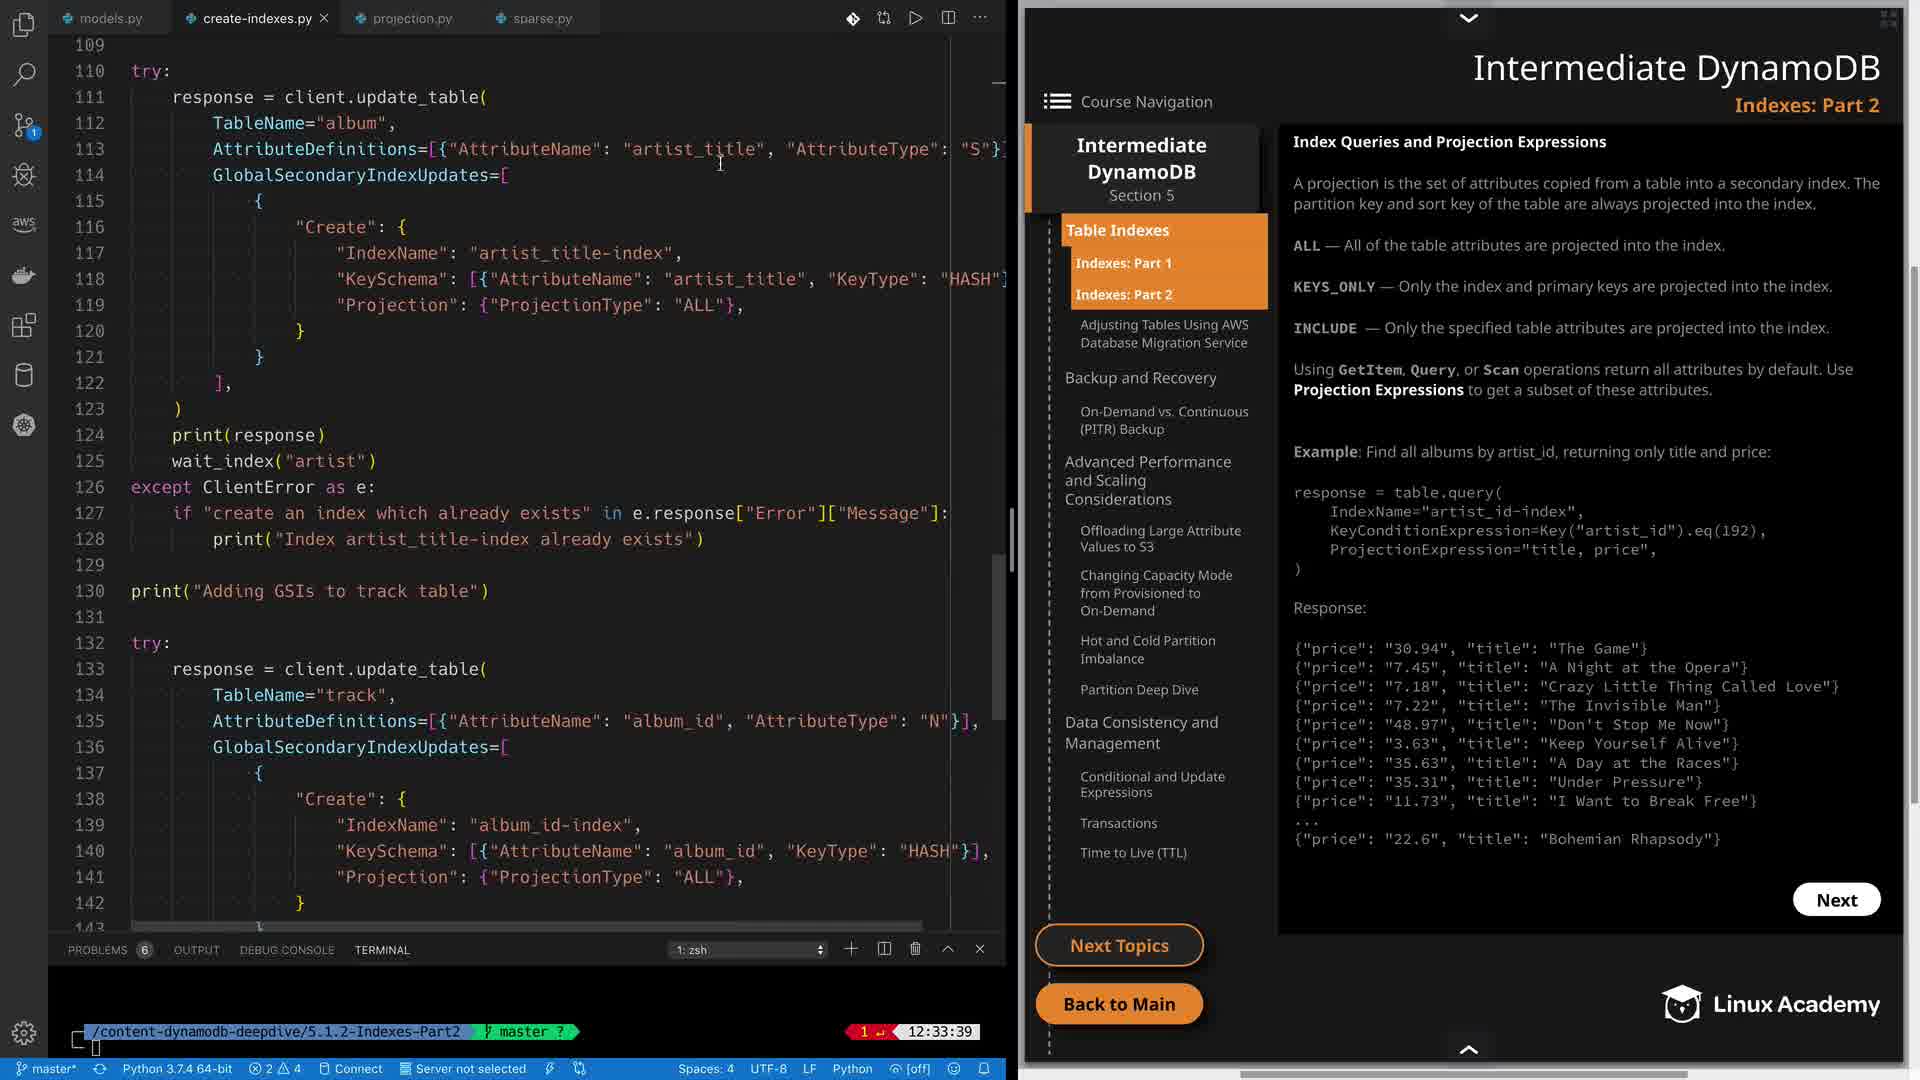 models.py
create-indexes.py
projection.py
sparse.py
109
110 try:
111 response = client.update_table(
112 TableName="album",
113 AttributeDefinitions=[{"AttributeName": "artist_title", "AttributeType": "S"}]
114 GlobalSecondaryIndexUpdates=[
115 {
116 "Create": {
117 "IndexName": "artist_title-index",
118 "KeySchema": [{"AttributeName": "artist_title", "KeyType": "HASH"}]
119 "Projection": {"ProjectionType": "ALL"},
120 }
121 }
122 ],
123 )
124 print(response)
125 wait_index("artist")
126 except ClientError as e:
127 if "create an index which already exists" in e.response["Error"]["Message"]:
128 print("Index artist_title-index already exists")
129
130 print("Adding GSIs to track table")
131
132 try:
133 response = client.update_table(
134 TableName="track",
135 AttributeDefinitions=[{"AttributeName": "album_id", "AttributeType": "N"}],
136 GlobalSecondaryIndexUpdates=[
137 {
138 "Create": {
139 "IndexName": "album_id-index",
140 "KeySchema": [{"AttributeName": "album_id", "KeyType": "HASH"}],
141 "Projection": {"ProjectionType": "ALL"},
142 }
143 }
1
aws
PROBLEMS 6 OUTPUT DEBUG CONSOLE TERMINAL
1: zsh
/content-dynamodb-deepdive/5.1.2-Indexes-Part2 master ?
1 ↵ 12:33:39
master* Python 3.7.4 64-bit 2 4 Connect Server not selected Spaces: 4 UTF-8 LF Python [off]
Intermediate DynamoDB
Indexes: Part 2
Course Navigation
Intermediate
DynamoDB
Section 5
Table Indexes
Indexes: Part 1
Indexes: Part 2
Adjusting Tables Using AWS
Database Migration Service
Backup and Recovery
On-Demand vs. Continuous
(PITR) Backup
Advanced Performance
and Scaling
Considerations
Offloading Large Attribute
Values to S3
Changing Capacity Mode
from Provisioned to
On-Demand
Hot and Cold Partition
Imbalance
Partition Deep Dive
Data Consistency and
Management
Conditional and Update
Expressions
Transactions
Time to Live (TTL)
Next Topics
Back to Main
Index Queries and Projection Expressions
A projection is the set of attributes copied from a table into a secondary index. The
partition key and sort key of the table are always projected into the index.
ALL — All of the table attributes are projected into the index.
KEYS_ONLY — Only the index and primary keys are projected into the index.
INCLUDE — Only the specified table attributes are projected into the index.
Using GetItem, Query, or Scan operations return all attributes by default. Use
Projection Expressions to get a subset of these attributes.
Example: Find all albums by artist_id, returning only title and price:
response = table.query(
IndexName="artist_id-index",
KeyConditionExpression=Key("artist_id").eq(192),
ProjectionExpression="title, price",
)
Response:
{"price": "30.94", "title": "The Game"}
{"price": "7.45", "title": "A Night at the Opera"}
{"price": "7.18", "title": "Crazy Little Thing Called Love"}
{"price": "7.22", "title": "The Invisible Man"}
{"price": "48.97", "title": "Don't Stop Me Now"}
{"price": "3.63", "title": "Keep Yourself Alive"}
{"price": "35.63", "title": "A Day at the Races"}
{"price": "35.31", "title": "Under Pressure"}
{"price": "11.73", "title": "I Want to Break Free"}
...
{"price": "22.6", "title": "Bohemian Rhapsody"}
Next
Linux Academy